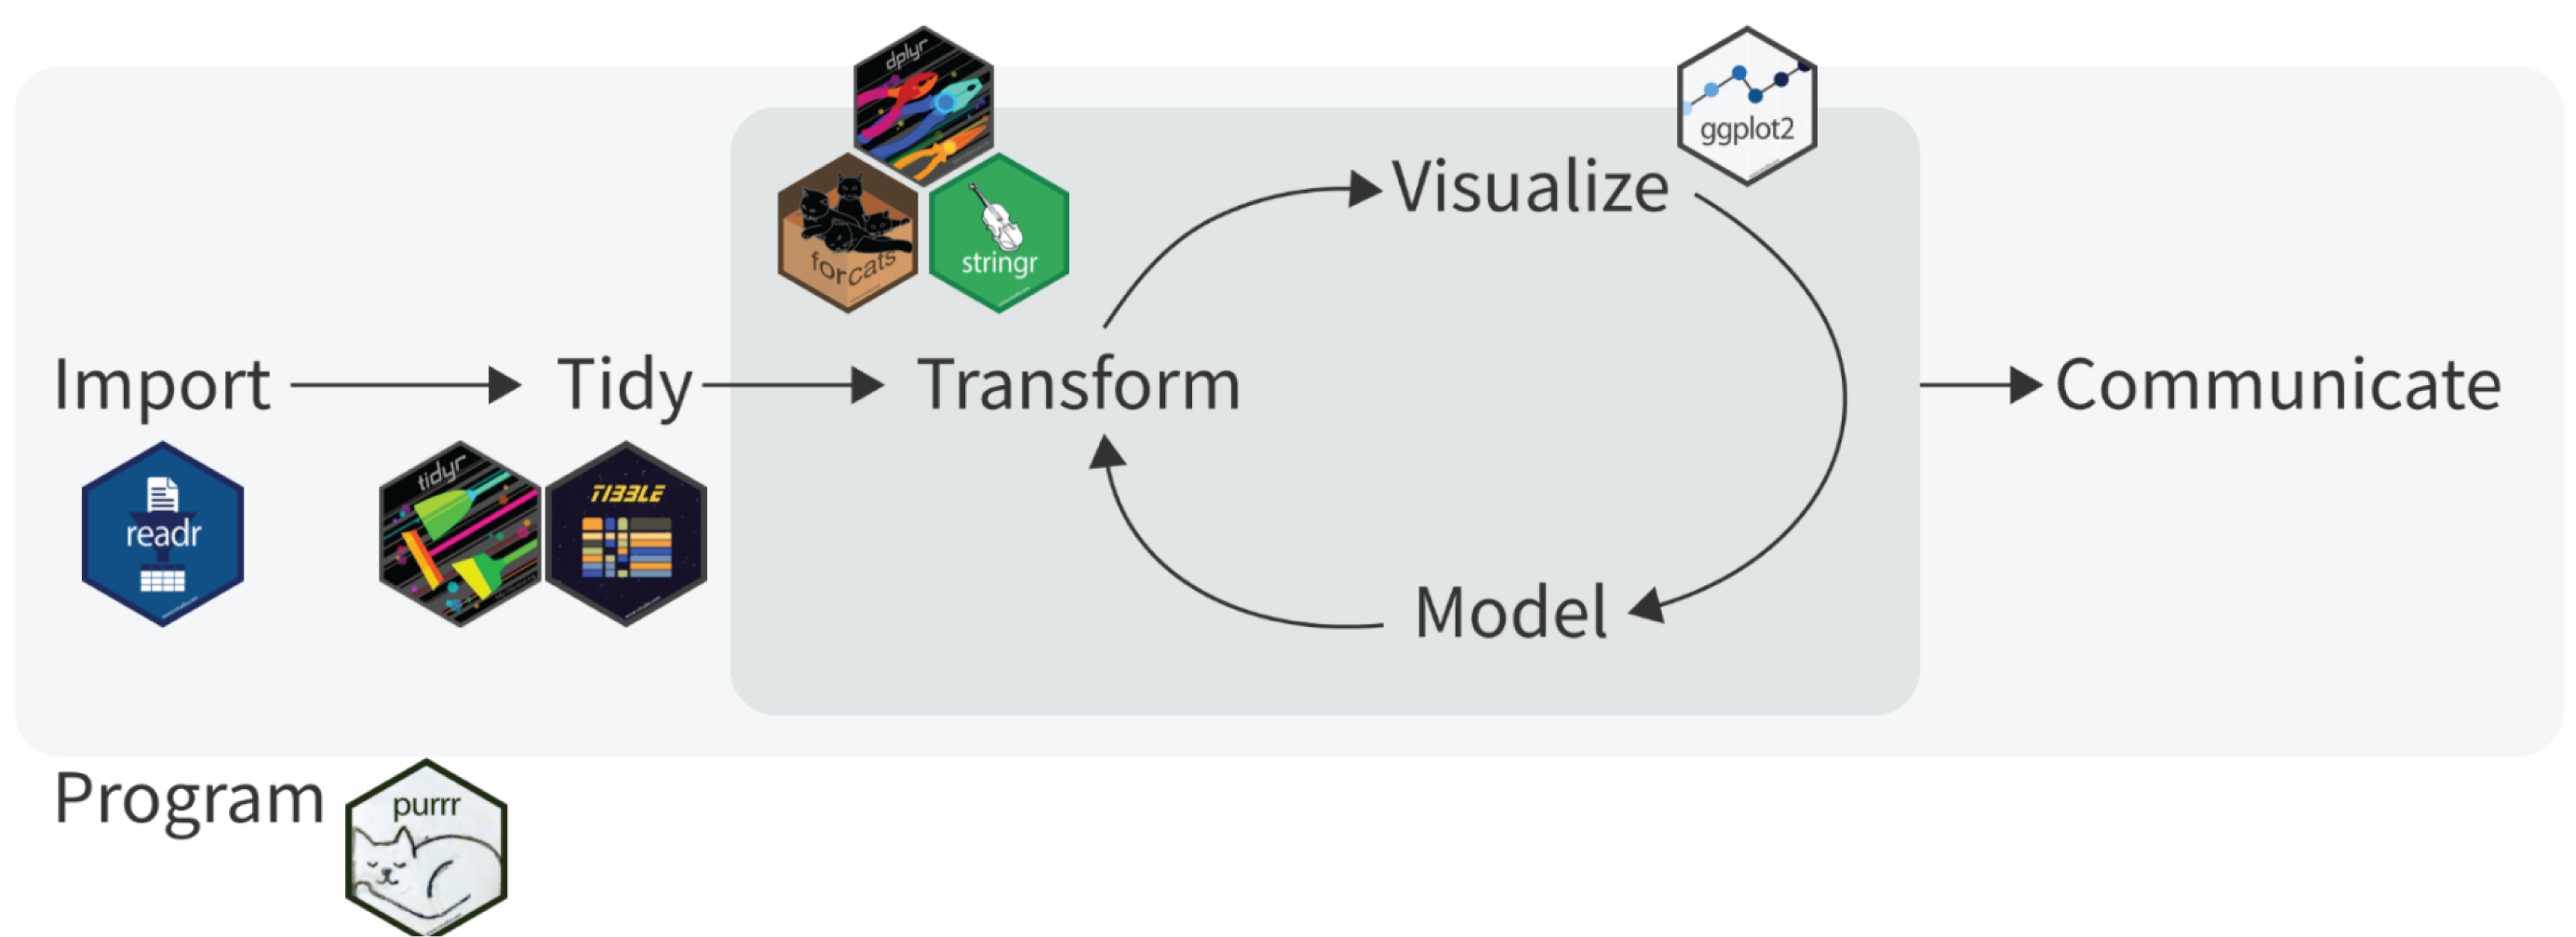 dplyr
ggplot2
Visualize
forcats
stringr
Import
Tidy
Transform
Communicate
tidyr
TIBBLE
readr
Model
Program
purrr